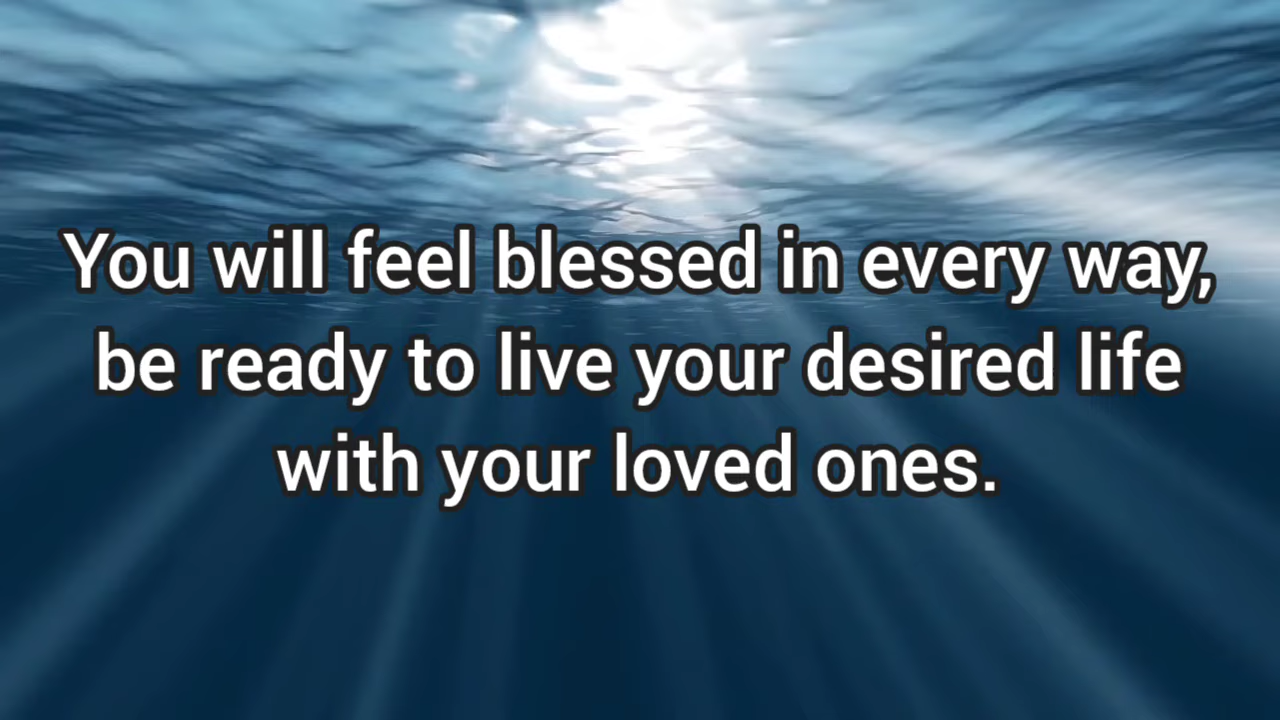 You will feel blessed in every way,
be ready to live your desired life
with your loved ones.